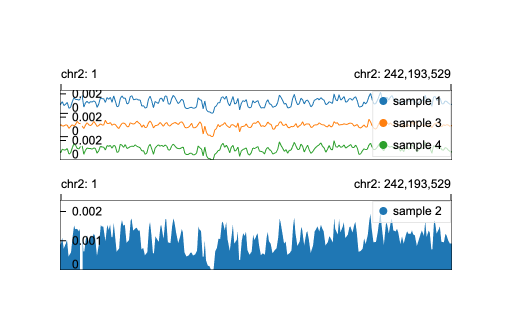 chr2: 1 chr2: 242,193,529
0.002 sample 1
0
0.002 sample 3
0
0.002 sample 4
0
chr2: 1 chr2: 242,193,529
0.002 sample 2
0.001
0